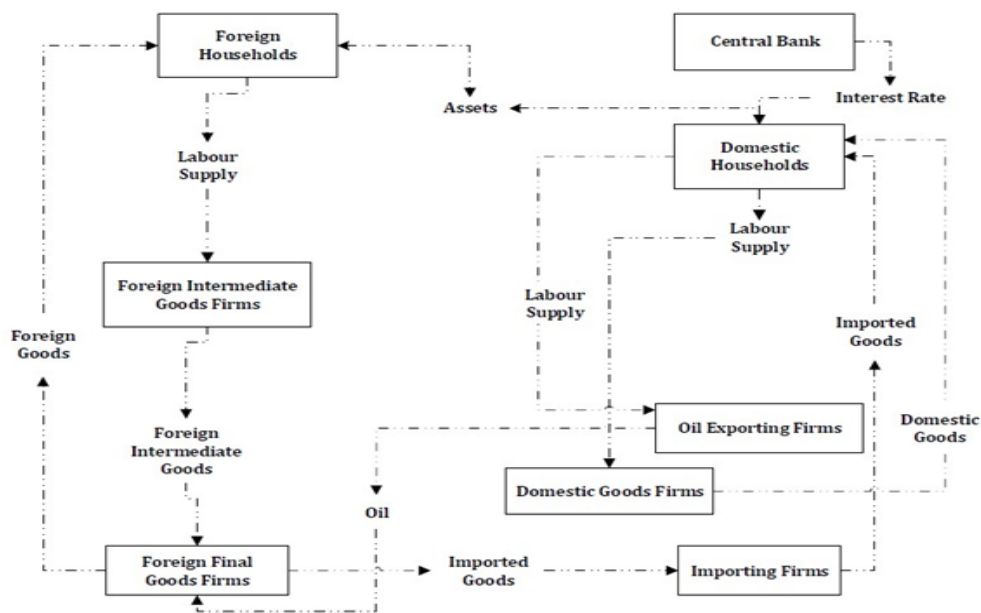 Foreign
Households
Central Bank
Assets
Interest Rate
Labour
Supply
Domestic
Households
Labour
Supply
Foreign Intermediate
Goods Firms
Labour
Supply
Foreign
Goods
Imported
Goods
Foreign
Intermediate
Goods
Oil Exporting Firms
Domestic
Goods
Domestic Goods Firms
Oil
Foreign Final
Goods Firms
Imported
Goods
Importing Firms